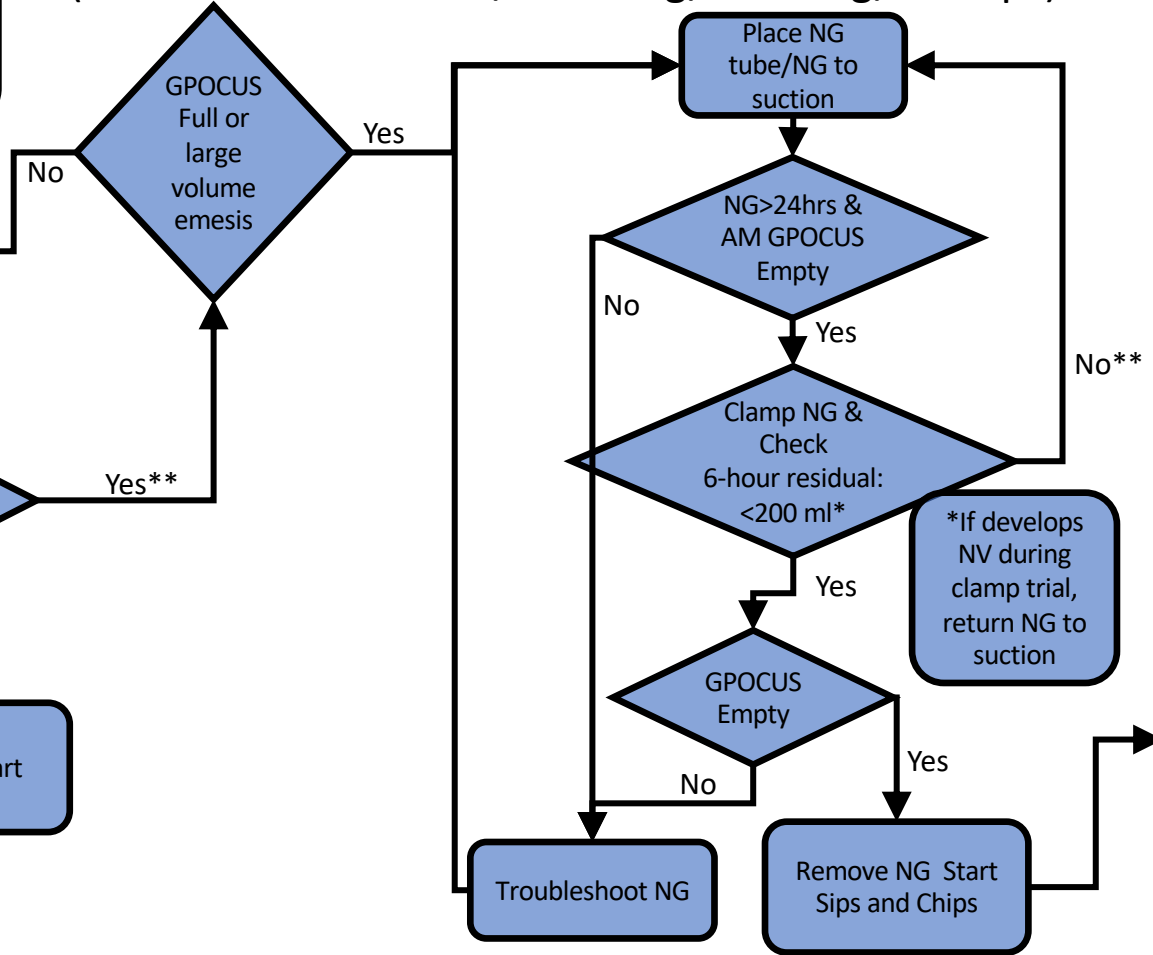 GPOCUS
Full or
large
volume
emesis
Yes
No
Yes**
Place NG
tube/NG to
suction
NG>24hrs &
AM GPOCUS
Empty
No
Yes
No**
Clamp NG &
Check
6-hour residual:
<200 ml*
*If develops
NV during
clamp trial,
return NG to
suction
Yes
GPOCUS
Empty
No
Yes
Troubleshoot NG
Remove NG  Start
Sips and Chips